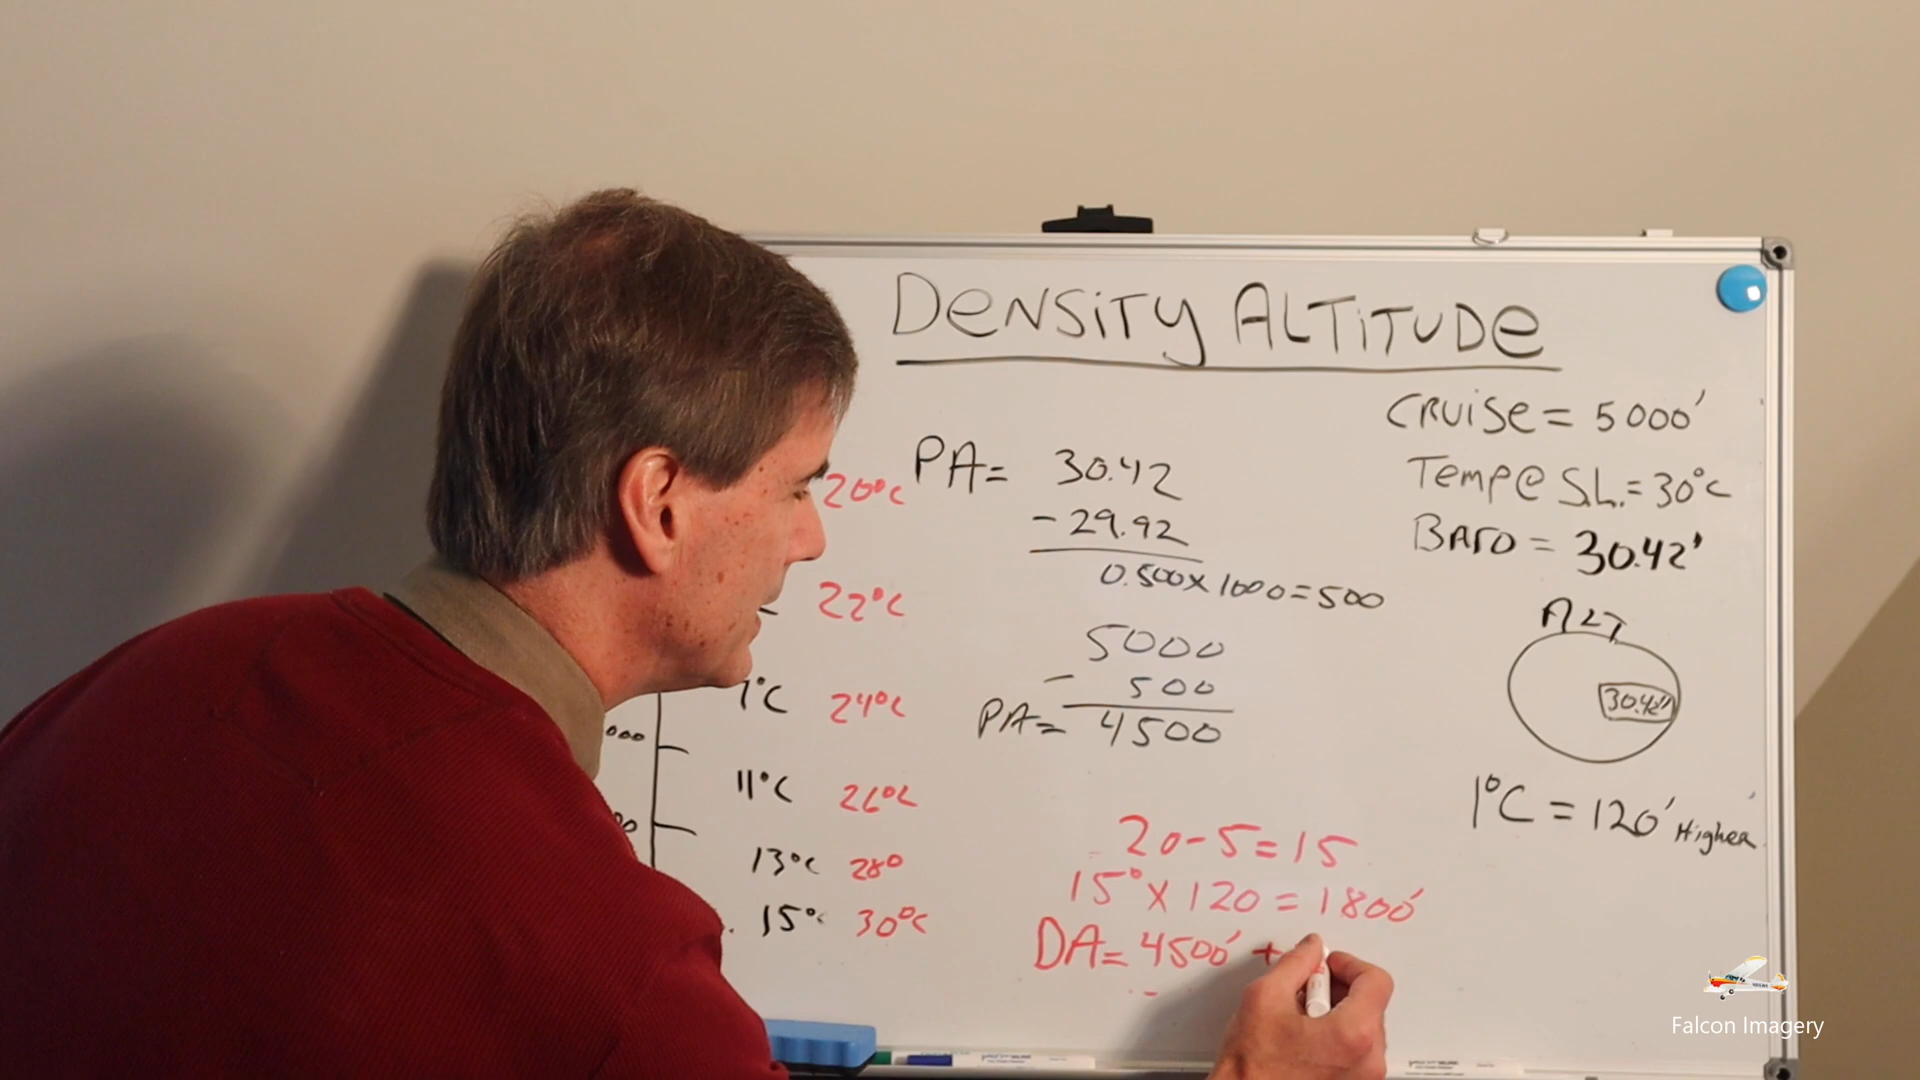 DENSITY ALTITUDE
CRUISE = 5000'
Temp@ S.L. = 30°C
BARO = 30.42"
ALT
30.42"
1°C = 120' Higher
PA = 30.42
- 29.92
0.500 x 1000 = 500
5000
- 500
PA = 4500
20°C
22°C
7°C 24°C
11°C 26°C
13°C 28°
15°C 30°C
20 - 5 = 15
15° X 120 = 1800'
DA = 4500' +
Falcon Imagery